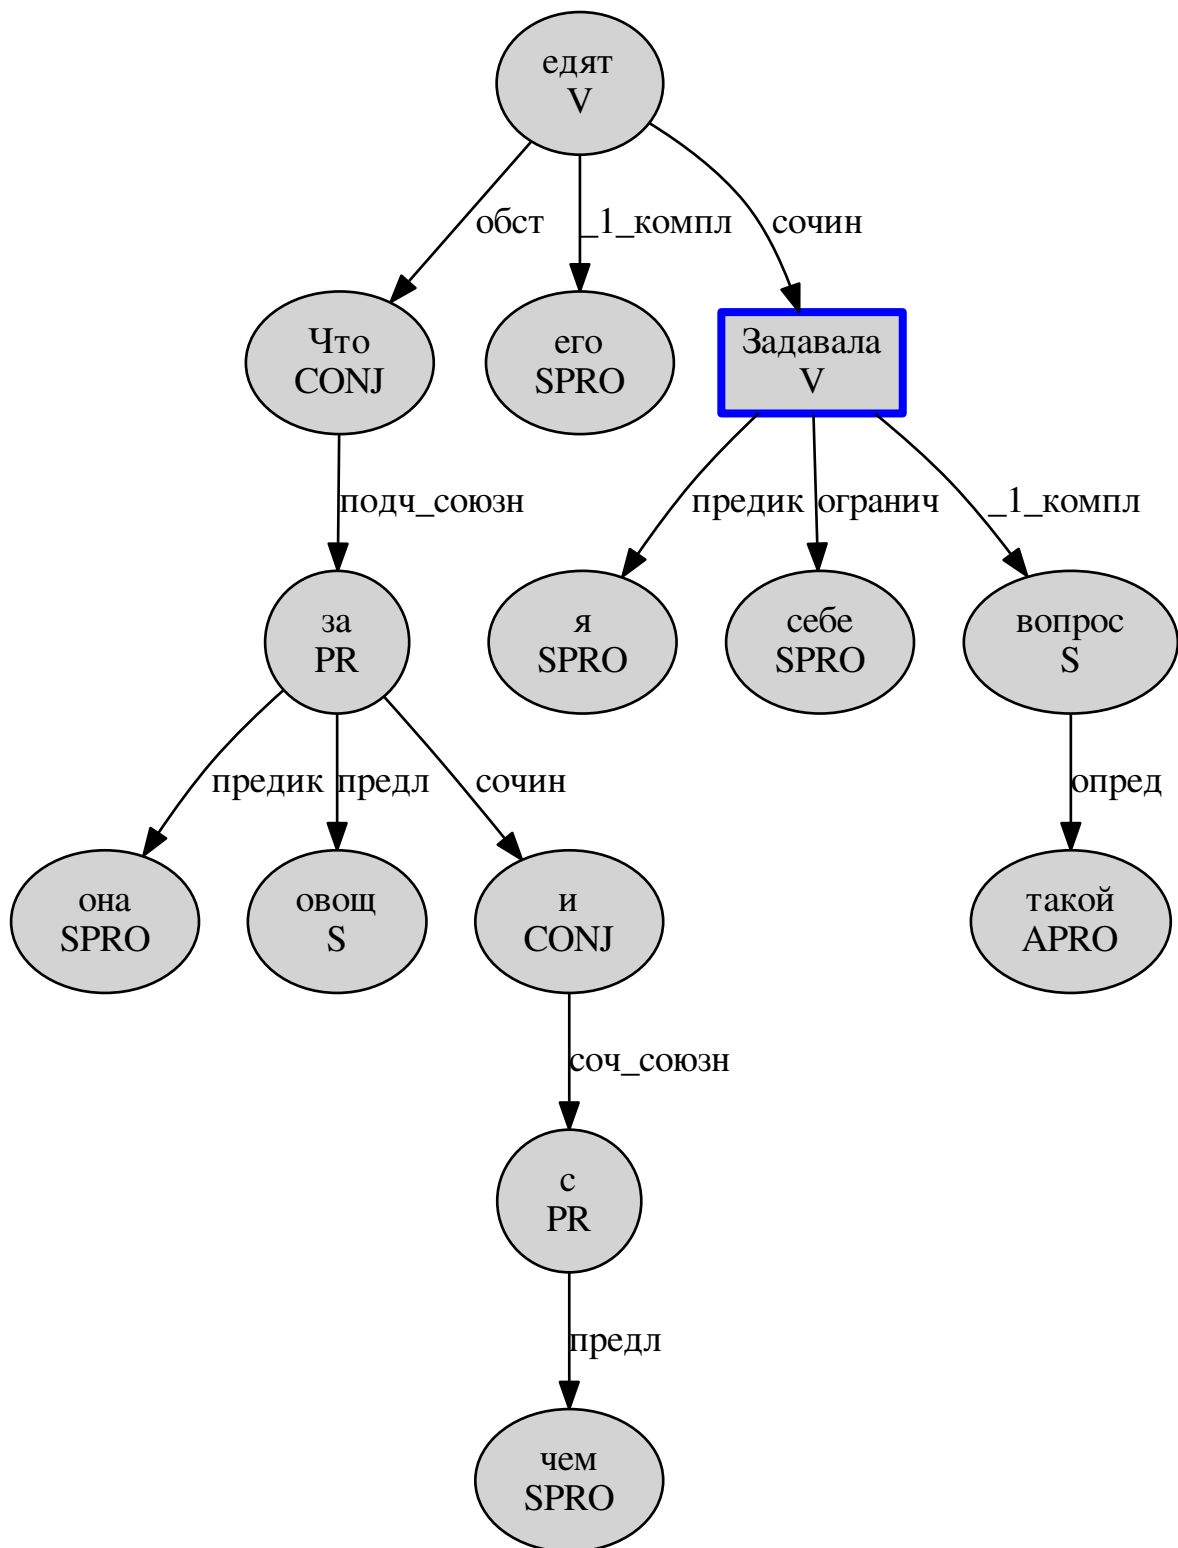 едят
V
обст
_1_компл
сочин
Что
CONJ
его
SPRO
Задавала
V
подч_союзн
предик
огранич
_1_компл
за
PR
я
SPRO
себе
SPRO
вопрос
S
предик
предл
сочин
опред
она
SPRO
овощ
S
и
CONJ
такой
APRO
соч_союзн
с
PR
предл
чем
SPRO